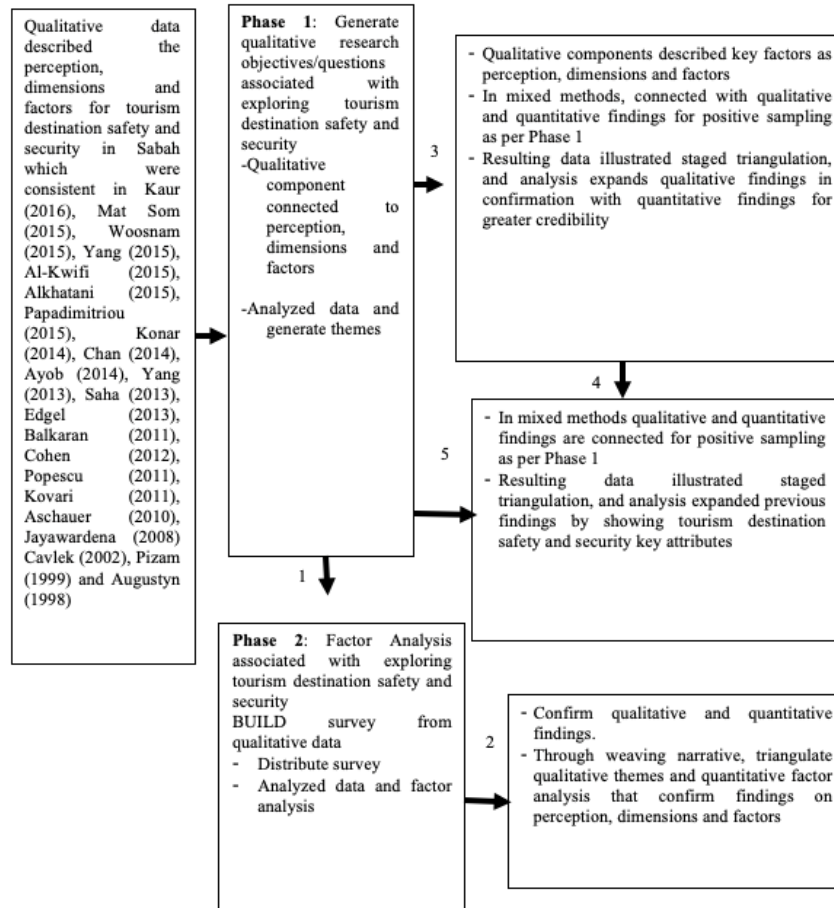 Qualitative data
described the
perception,
dimensions and
factors for tourism
destination safety and
security in Sabah
which were
consistent in Kaur
(2016), Mat Som
(2015), Woosnam
(2015), Yang (2015),
Al-Kwifi (2015),
Alkhatani (2015),
Papadimitriou
(2015), Konar
(2014), Chan (2014),
Ayob (2014), Yang
(2013), Saha (2013),
Edgel (2013),
Balkaran (2011),
Cohen (2012),
Popescu (2011),
Kovari (2011),
Aschauer (2010),
Jayawardena (2008)
Cavlek (2002), Pizam
(1999) and Augustyn
(1998)
Phase 1: Generate
qualitative research
objectives/questions
associated with
exploring tourism
destination safety and
security
-Qualitative
component
connected to
perception,
dimensions and
factors
-Analyzed data and
generate themes
3
- Qualitative components described key factors as
perception, dimensions and factors
- In mixed methods, connected with qualitative
and quantitative findings for positive sampling
as per Phase 1
- Resulting data illustrated staged triangulation,
and analysis expands qualitative findings in
confirmation with quantitative findings for
greater credibility
4
5
- In mixed methods qualitative and quantitative
findings are connected for positive sampling
as per Phase 1
- Resulting data illustrated staged
triangulation, and analysis expanded previous
findings by showing tourism destination
safety and security key attributes
1
Phase 2: Factor Analysis
associated with exploring
tourism destination safety and
security
BUILD survey from
qualitative data
- Distribute survey
- Analyzed data and factor
analysis
2
- Confirm qualitative and quantitative
findings.
- Through weaving narrative, triangulate
qualitative themes and quantitative factor
analysis that confirm findings on
perception, dimensions and factors